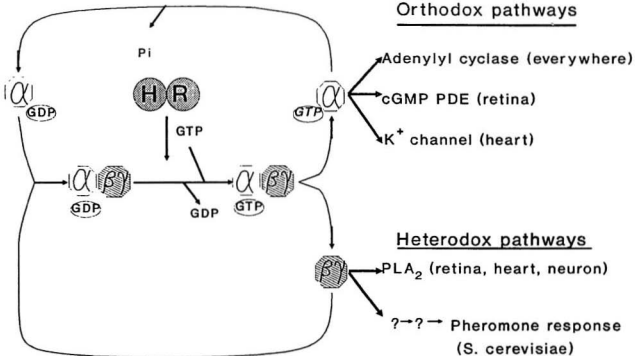 Orthodox pathways
Pi
Adenylyl cyclase (everywhere)
α
GDP
H R
GTP α
cGMP PDE (retina)
GTP
K+ channel (heart)
α βγ
GDP
GDP
α βγ
GTP
Heterodox pathways
βγ
PLA₂ (retina, heart, neuron)
?→?→ Pheromone response
(S. cerevisiae)